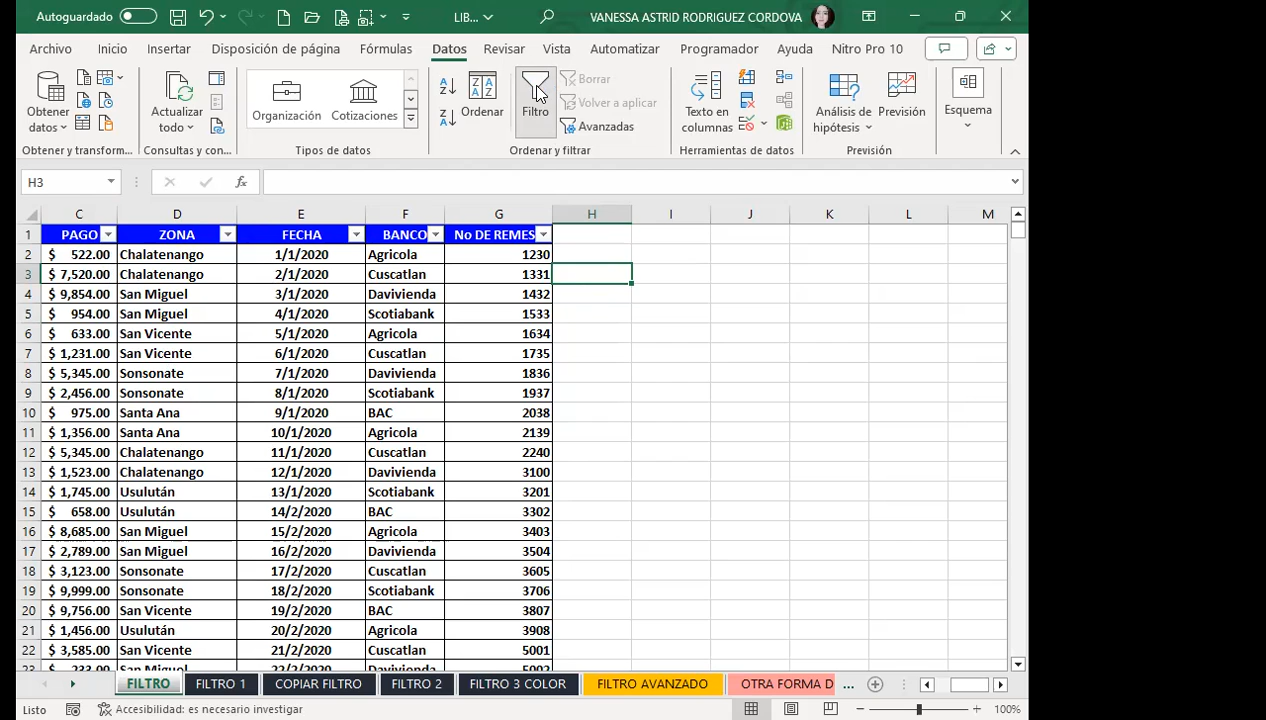 Autoguardado
LIB...
VANESSA ASTRID RODRIGUEZ CORDOVA
Archivo Inicio Insertar Disposición de página Fórmulas Datos Revisar Vista Automatizar Programador Ayuda Nitro Pro 10
Obtener datos
Actualizar todo
Organización Cotizaciones
Ordenar
Filtro
Borrar
Volver a aplicar
Avanzadas
Texto en columnas
Análisis de hipótesis
Previsión
Esquema
Obtener y transform...
Consultas y con...
Tipos de datos
Ordenar y filtrar
Herramientas de datos
Previsión
H3
fx
C D E F G H I J K L M
1 PAGO ZONA FECHA BANCO No DE REMES
2 $ 522.00 Chalatenango 1/1/2020 Agricola 1230
3 $ 7,520.00 Chalatenango 2/1/2020 Cuscatlan 1331
4 $ 9,854.00 San Miguel 3/1/2020 Davivienda 1432
5 $ 954.00 San Miguel 4/1/2020 Scotiabank 1533
6 $ 633.00 San Vicente 5/1/2020 Agricola 1634
7 $ 1,231.00 San Vicente 6/1/2020 Cuscatlan 1735
8 $ 5,345.00 Sonsonate 7/1/2020 Davivienda 1836
9 $ 2,456.00 Sonsonate 8/1/2020 Scotiabank 1937
10 $ 975.00 Santa Ana 9/1/2020 BAC 2038
11 $ 1,356.00 Santa Ana 10/1/2020 Agricola 2139
12 $ 5,345.00 Chalatenango 11/1/2020 Cuscatlan 2240
13 $ 1,523.00 Chalatenango 12/1/2020 Davivienda 3100
14 $ 1,745.00 Usulután 13/1/2020 Scotiabank 3201
15 $ 658.00 Usulután 14/2/2020 BAC 3302
16 $ 8,685.00 San Miguel 15/2/2020 Agricola 3403
17 $ 2,789.00 San Miguel 16/2/2020 Davivienda 3504
18 $ 3,123.00 Sonsonate 17/2/2020 Cuscatlan 3605
19 $ 9,999.00 Sonsonate 18/2/2020 Scotiabank 3706
20 $ 9,756.00 San Vicente 19/2/2020 BAC 3807
21 $ 1,456.00 Usulután 20/2/2020 Agricola 3908
22 $ 3,585.00 San Vicente 21/2/2020 Cuscatlan 5001
23 $ 233.00 San Miguel 22/2/2020 Davivienda 5002
FILTRO FILTRO 1 COPIAR FILTRO FILTRO 2 FILTRO 3 COLOR FILTRO AVANZADO OTRA FORMA D ...
Listo Accesibilidad: es necesario investigar 100%